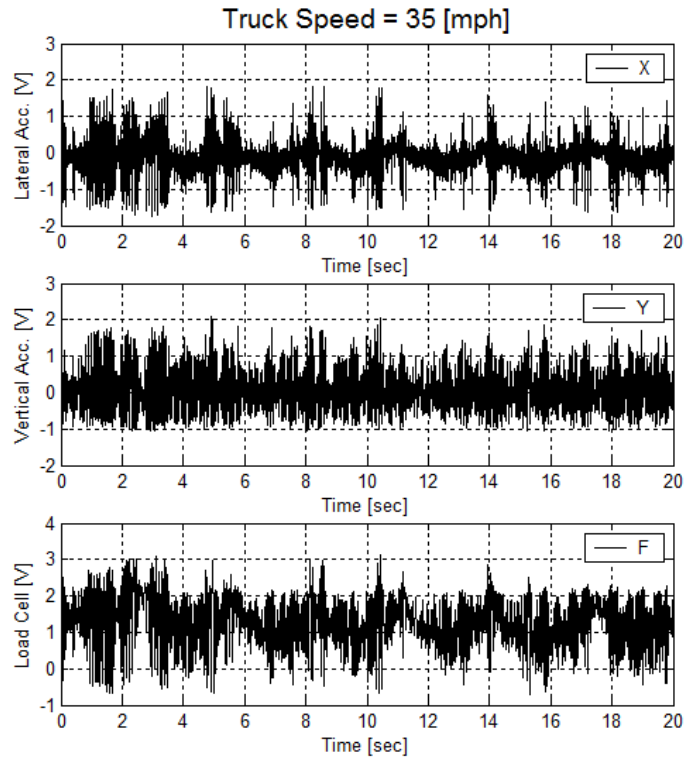 Truck Speed = 35 [mph]
3
2
1
0
-1
-2
Lateral Acc. [V]
X
0 2 4 6 8 10 12 14 16 18 20
Time [sec]
3
2
1
0
-1
-2
Vertical Acc. [V]
Y
0 2 4 6 8 10 12 14 16 18 20
Time [sec]
4
3
2
1
0
-1
Load Cell [V]
F
0 2 4 6 8 10 12 14 16 18 20
Time [sec]